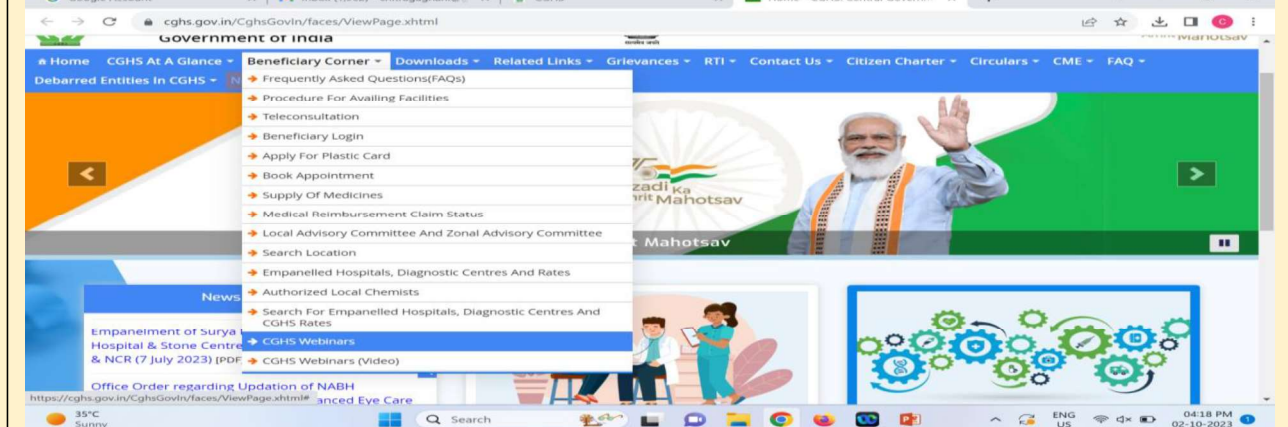 cghs.gov.in/CghsGovIn/faces/ViewPage.xhtml
Government of India
Mahotsav
Home CGHS At A Glance Beneficiary Corner Downloads Related Links Grievances RTI Contact Us Citizen Charter Circulars CME FAQ
Debarred Entities In CGHS
Frequently Asked Questions(FAQs)
Procedure For Availing Facilities
Teleconsultation
Beneficiary Login
Apply For Plastic Card
Book Appointment
Supply Of Medicines
Medical Reimbursement Claim Status
Local Advisory Committee And Zonal Advisory Committee
Search Location
Empanelled Hospitals, Diagnostic Centres And Rates
Authorized Local Chemists
Search For Empanelled Hospitals, Diagnostic Centres And
CGHS Rates
CGHS Webinars
CGHS Webinars (Video)
75
zadi Ka
rit Mahotsav
t Mahotsav
News
Empanelment of Surya
Hospital & Stone Centre
& NCR (7 July 2023) [PDF
Office Order regarding Updation of NABH
anced Eye Care
https://cghs.gov.in/CghsGovIn/faces/ViewPage.xhtml#
35°C
Sunny
Search
ENG
US
04:18 PM
02-10-2023